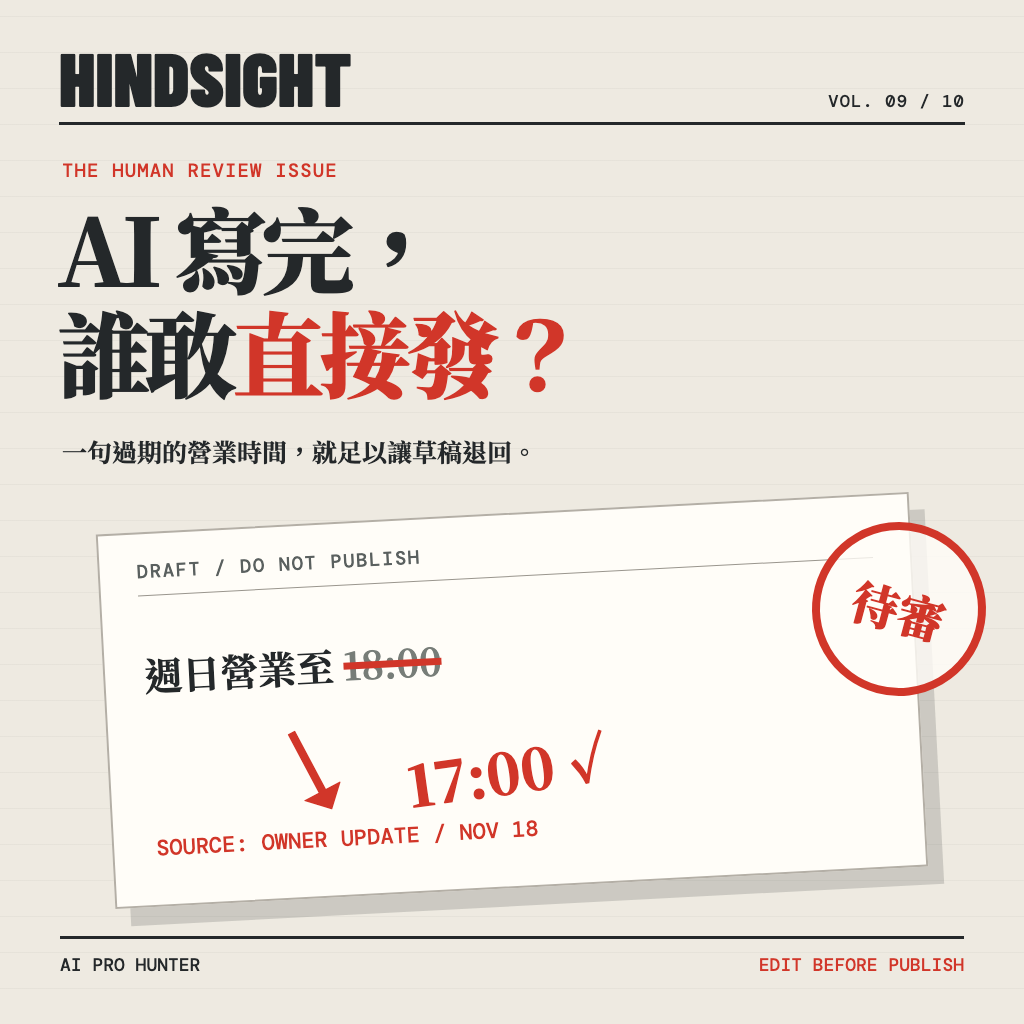 HINDSIGHT
VOL. 09 / 10
THE HUMAN REVIEW ISSUE
AI 寫完，
誰敢直接發？
一句過期的營業時間，就足以讓草稿退回。
DRAFT / DO NOT PUBLISH
待審
週日營業至 18:00
17:00 ✓
SOURCE: OWNER UPDATE / NOV 18
AI PRO HUNTER
EDIT BEFORE PUBLISH